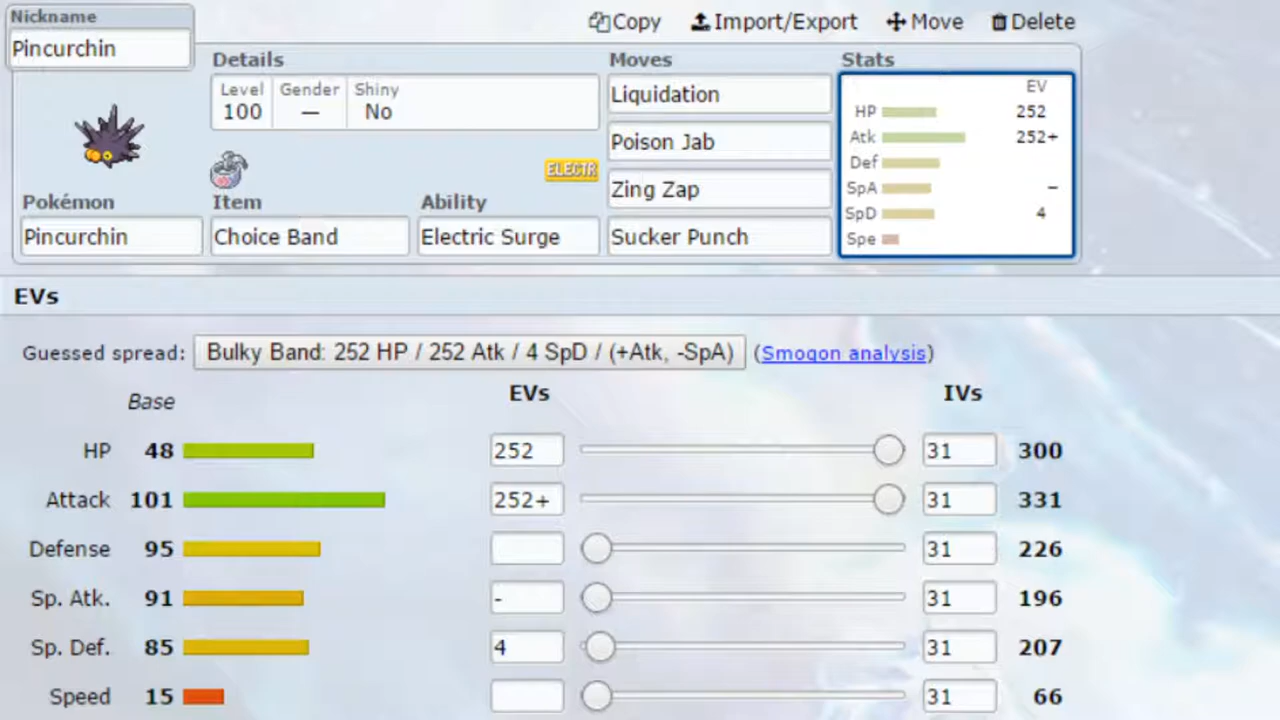 Nickname
Pincurchin
Copy Import/Export Move Delete
Details
Level Gender Shiny
100 — No
ELECTR
Pokémon Item Ability
Pincurchin Choice Band Electric Surge
Moves
Liquidation
Poison Jab
Zing Zap
Sucker Punch
Stats
EV
HP 252
Atk 252+
Def
SpA –
SpD 4
Spe
EVs
Guessed spread: Bulky Band: 252 HP / 252 Atk / 4 SpD / (+Atk, -SpA) (Smogon analysis)
Base EVs IVs
HP 48 252 31 300
Attack 101 252+ 31 331
Defense 95 31 226
Sp. Atk. 91 - 31 196
Sp. Def. 85 4 31 207
Speed 15 31 66